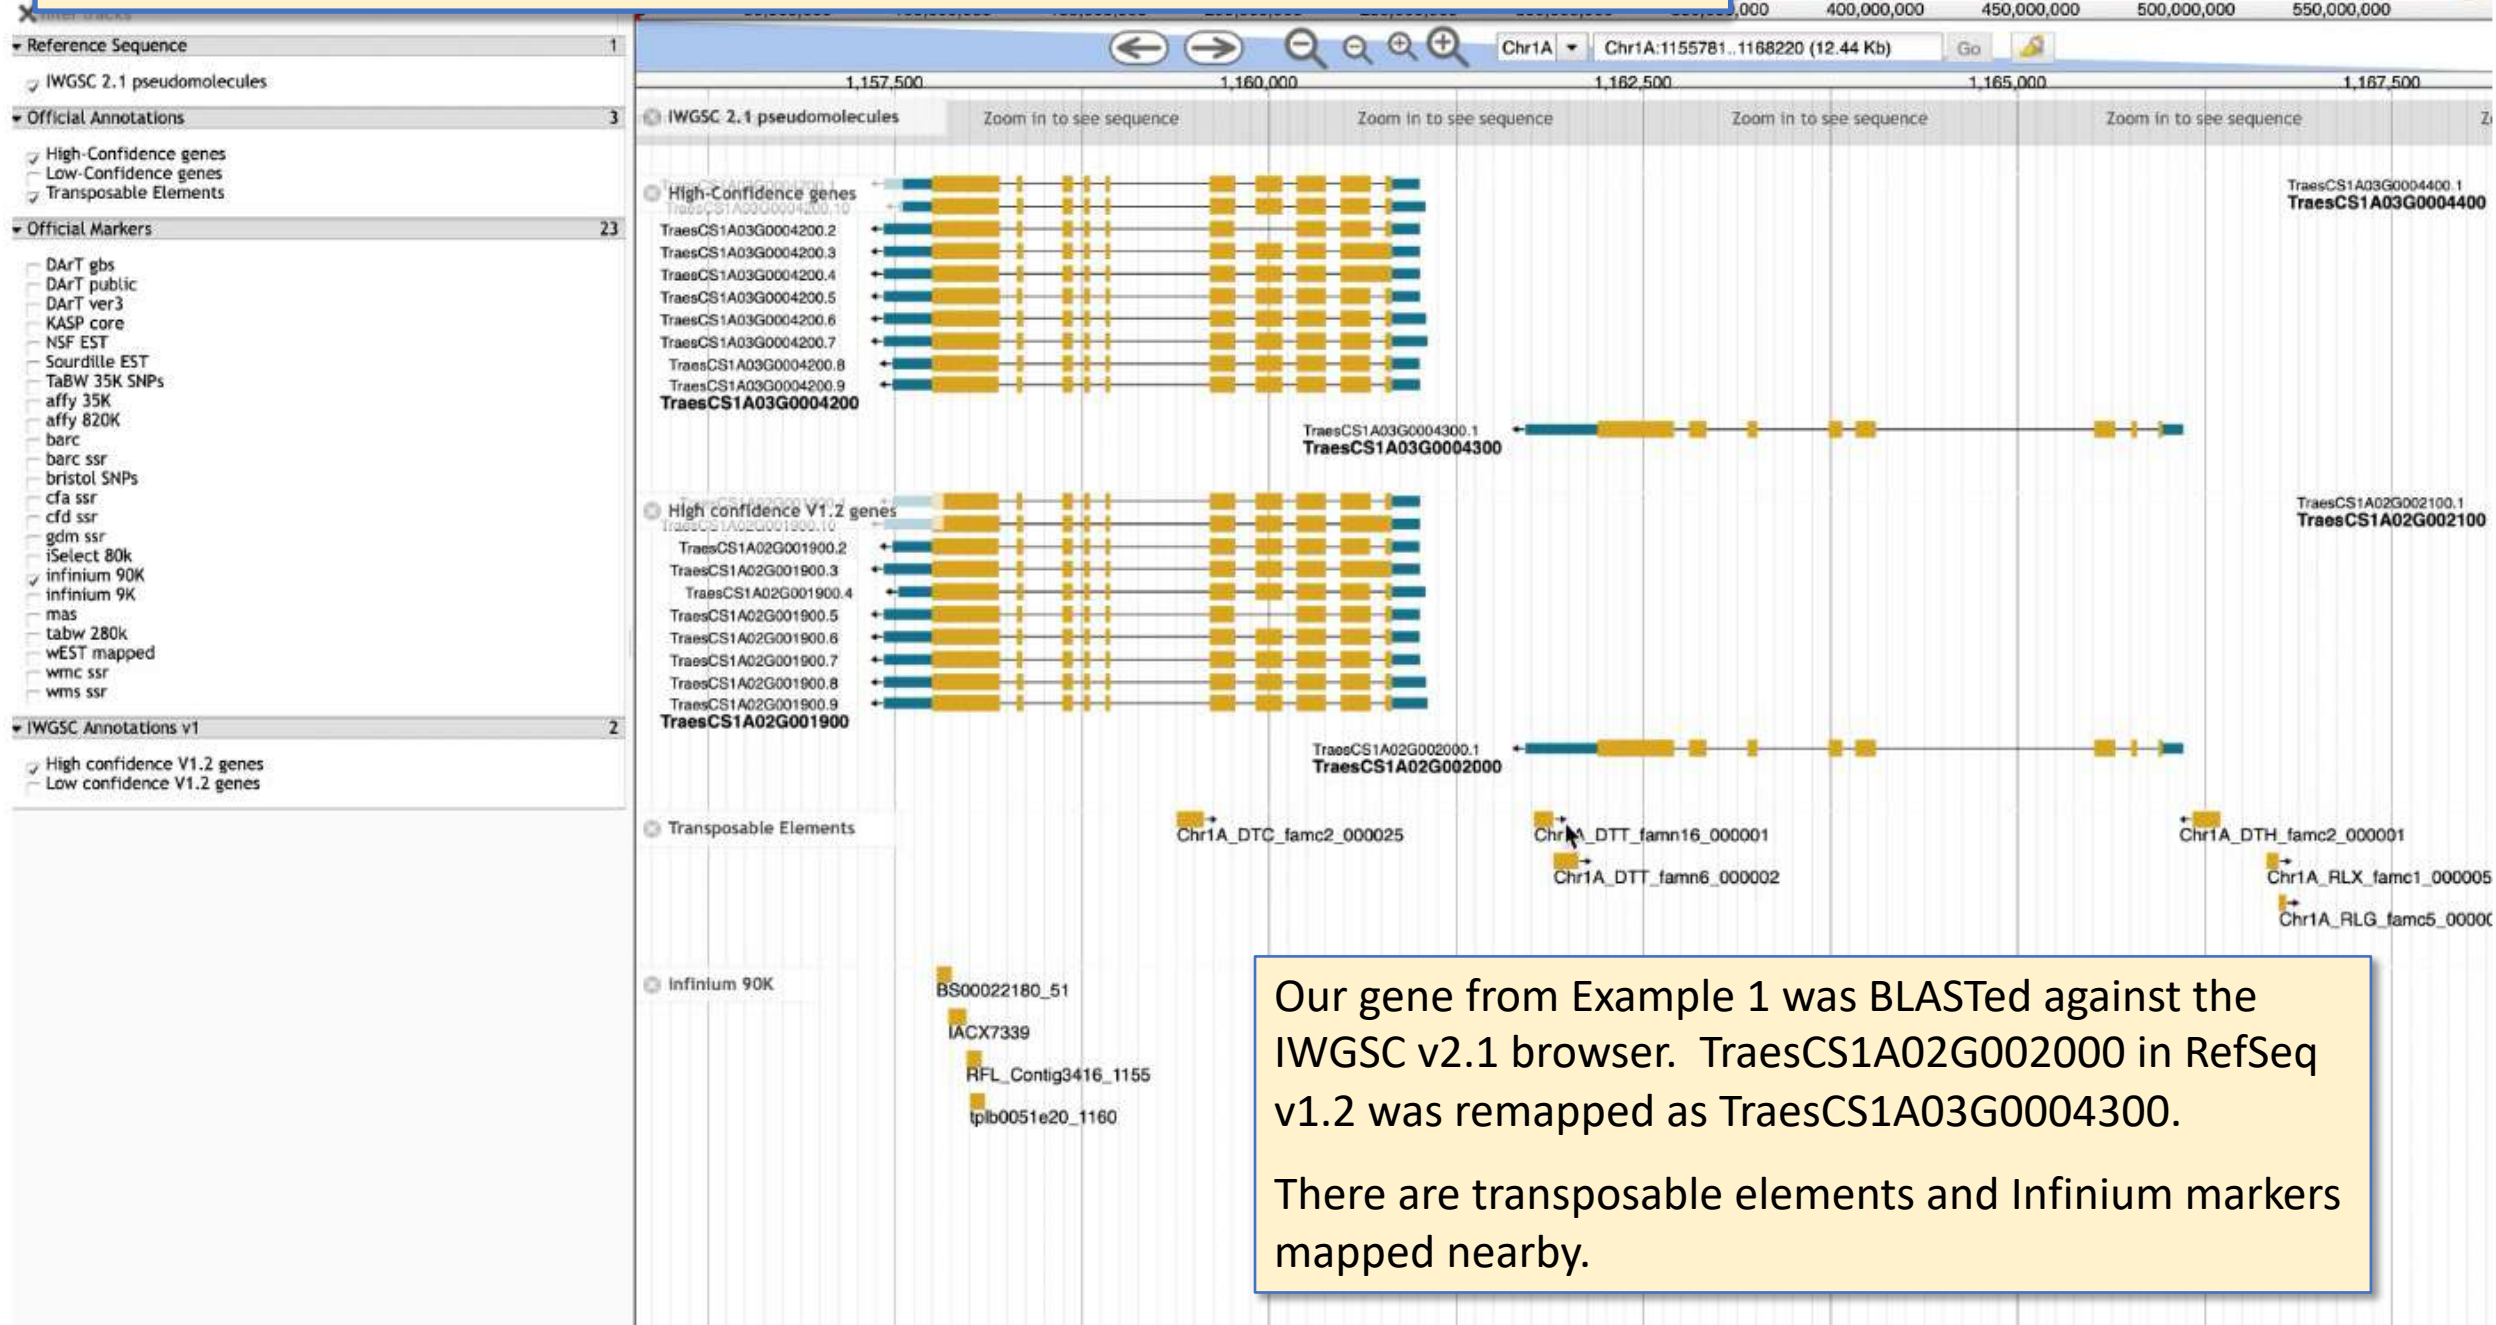 filter tracks
400,000,000
450,000,000
500,000,000
550,000,000
Reference Sequence 1
IWGSC 2.1 pseudomolecules
Official Annotations 3
High-Confidence genes
Low-Confidence genes
Transposable Elements
Official Markers 23
DArT gbs
DArT public
DArT ver3
KASP core
NSF EST
Sourdille EST
TaBW 35K SNPs
affy 35K
affy 820K
barc
barc ssr
bristol SNPs
cfa ssr
cfd ssr
gdm ssr
iSelect 80k
infinium 90K
infinium 9K
mas
tabw 280k
wEST mapped
wmc ssr
wms ssr
IWGSC Annotations v1 2
High confidence V1.2 genes
Low confidence V1.2 genes
Chr1A Chr1A:1155781..1168220 (12.44 Kb) Go
1,157,500 1,160,000 1,162,500 1,165,000 1,167,500
IWGSC 2.1 pseudomolecules Zoom in to see sequence Zoom in to see sequence Zoom in to see sequence Zoom in to see sequence
High-Confidence genes
TraesCS1A03G0004200.10
TraesCS1A03G0004200.2
TraesCS1A03G0004200.3
TraesCS1A03G0004200.4
TraesCS1A03G0004200.5
TraesCS1A03G0004200.6
TraesCS1A03G0004200.7
TraesCS1A03G0004200.8
TraesCS1A03G0004200.9
TraesCS1A03G0004200
TraesCS1A03G0004400.1
TraesCS1A03G0004400
TraesCS1A03G0004300.1
TraesCS1A03G0004300
High confidence V1.2 genes
TraesCS1A02G001900.10
TraesCS1A02G001900.2
TraesCS1A02G001900.3
TraesCS1A02G001900.4
TraesCS1A02G001900.5
TraesCS1A02G001900.6
TraesCS1A02G001900.7
TraesCS1A02G001900.8
TraesCS1A02G001900.9
TraesCS1A02G001900
TraesCS1A02G002100.1
TraesCS1A02G002100
TraesCS1A02G002000.1
TraesCS1A02G002000
Transposable Elements
Chr1A_DTC_famc2_000025
Chr1A_DTT_famn16_000001
Chr1A_DTT_famn6_000002
Chr1A_DTH_famc2_000001
Chr1A_RLX_famc1_000005
Chr1A_RLG_famc5_0000
Infinium 90K
BS00022180_51
IACX7339
RFL_Contig3416_1155
tplb0051e20_1160
Our gene from Example 1 was BLASTed against the
IWGSC v2.1 browser. TraesCS1A02G002000 in RefSeq
v1.2 was remapped as TraesCS1A03G0004300.
There are transposable elements and Infinium markers
mapped nearby.